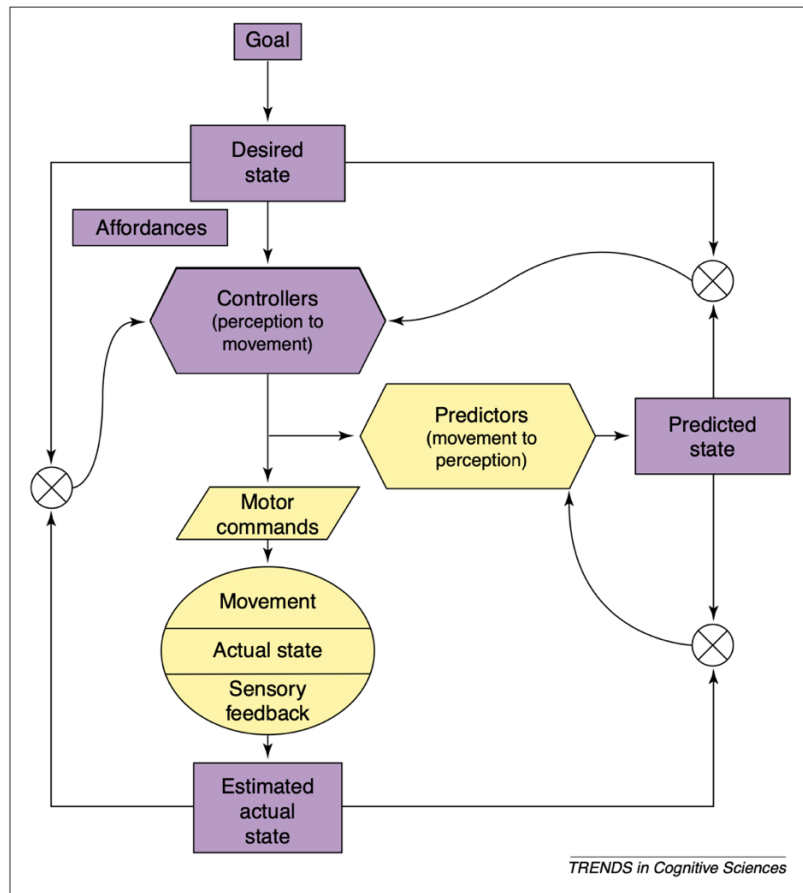 Goal
Desired
state
Affordances
Controllers
(perception to
movement)
Predictors
(movement to
perception)
Predicted
state
Motor
commands
Movement
Actual state
Sensory
feedback
Estimated
actual
state
TRENDS in Cognitive Sciences